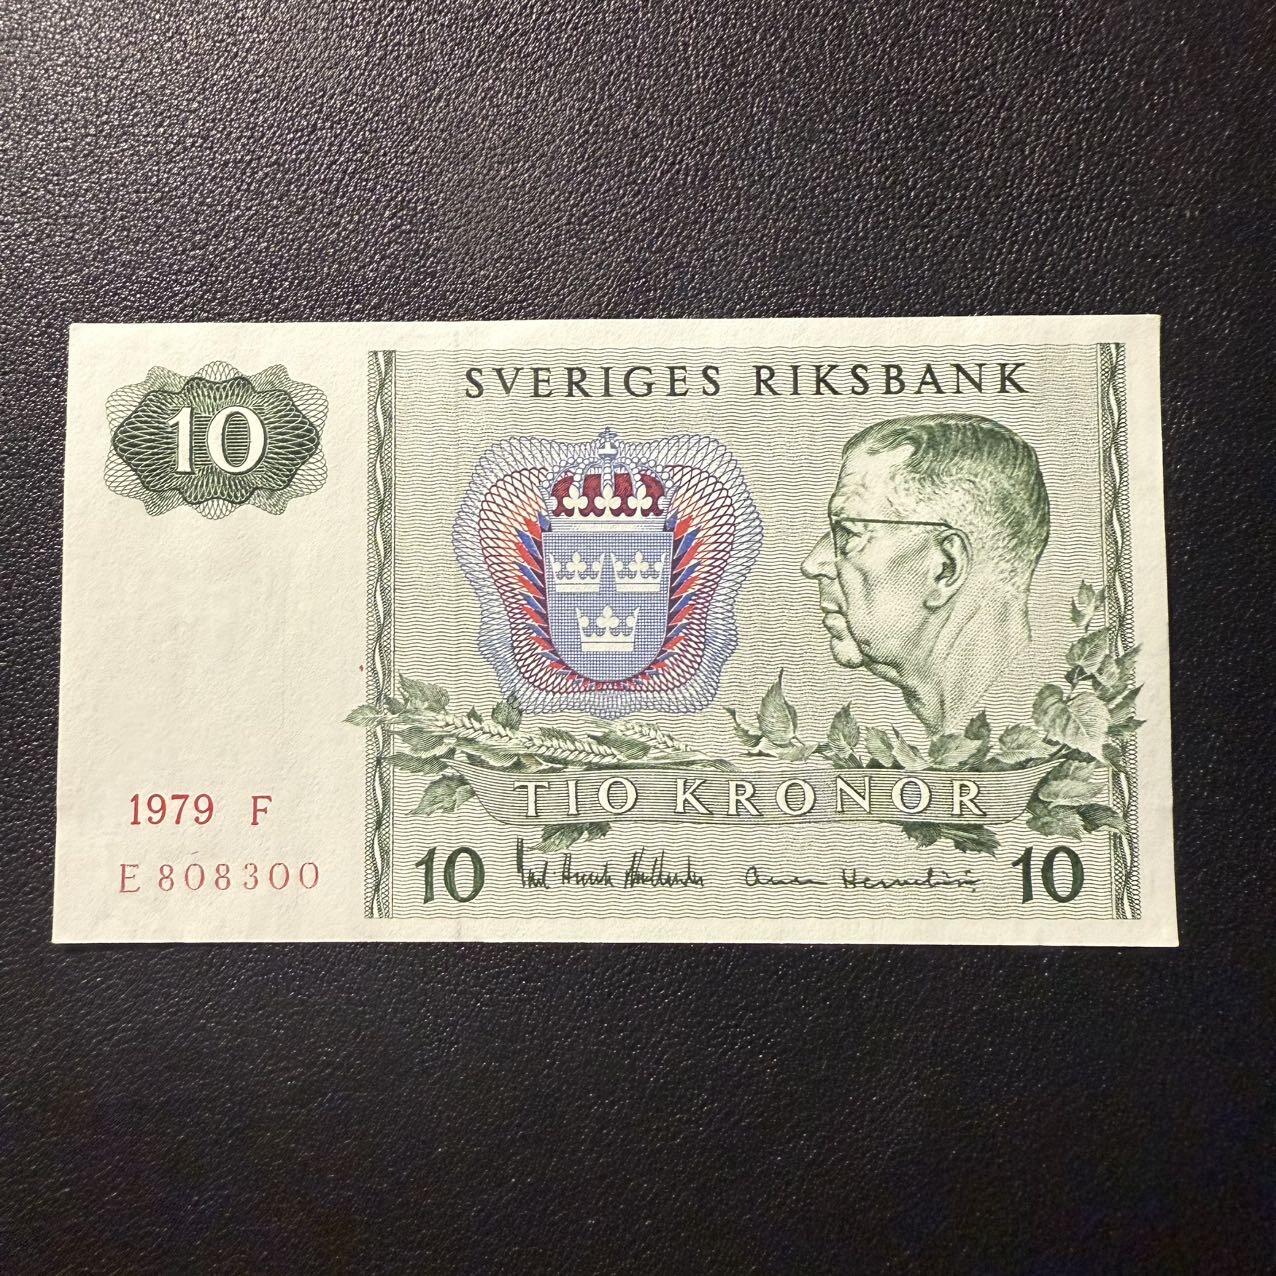 SVERIGES RIKSBANK
10
TIO KRONOR
1979 F
E 808300
10
10